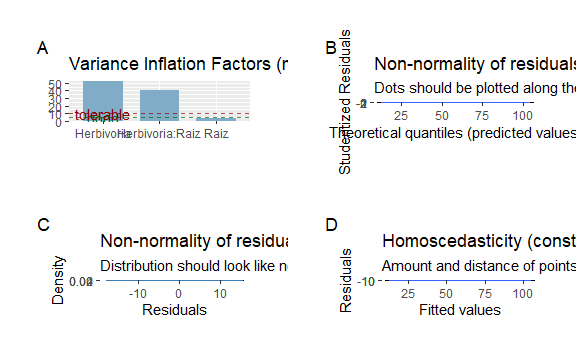 A
Variance Inflation Factors (m
50
40
30
20
10
0
tolerable
Herbivoria
Herbivoria:Raiz
Raiz
B
Non-normality of residuals
Dots should be plotted along the
Studentized Residuals
25 50 75 100
Theoretical quantiles (predicted values
C
Non-normality of residua
Distribution should look like no
Density
-10 0 10
Residuals
D
Homoscedasticity (const
Amount and distance of points
Residuals
-10
25 50 75 100
Fitted values